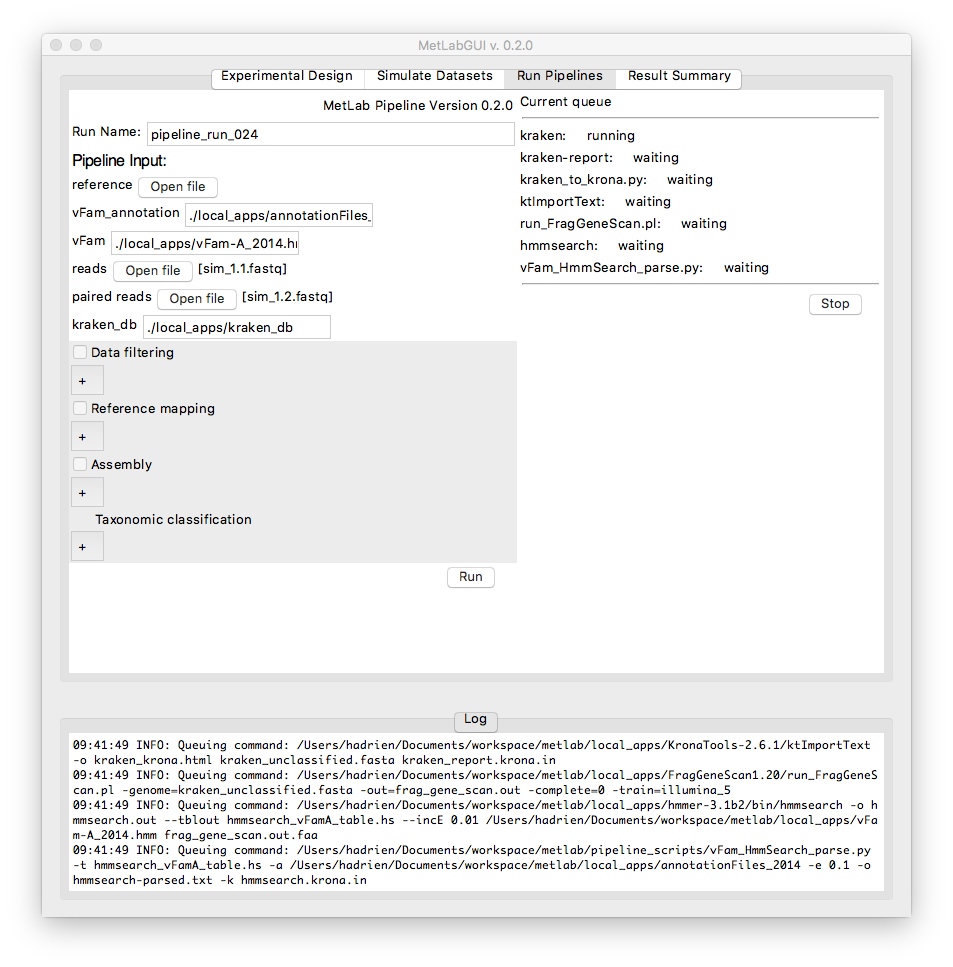 MetLabGUI v. 0.2.0
Experimental Design Simulate Datasets Run Pipelines Result Summary
MetLab Pipeline Version 0.2.0
Run Name: pipeline_run_024
Pipeline Input:
reference Open file
vFam_annotation ./local_apps/annotationFiles_
vFam ./local_apps/vFam-A_2014.h
reads Open file [sim_1.1.fastq]
paired reads Open file [sim_1.2.fastq]
kraken_db ./local_apps/kraken_db
Data filtering
+
Reference mapping
+
Assembly
+
Taxonomic classification
+
Run
Current queue
kraken: running
kraken-report: waiting
kraken_to_krona.py: waiting
ktImportText: waiting
run_FragGeneScan.pl: waiting
hmmsearch: waiting
vFam_HmmSearch_parse.py: waiting
Stop
Log
09:41:49 INFO: Queuing command: /Users/hadrien/Documents/workspace/metlab/local_apps/KronaTools-2.6.1/ktImportText
-o kraken_krona.html kraken_unclassified.fasta kraken_report.krona.in
09:41:49 INFO: Queuing command: /Users/hadrien/Documents/workspace/metlab/local_apps/FragGeneScan1.20/run_FragGeneS
can.pl -genome=kraken_unclassified.fasta -out=frag_gene_scan.out -complete=0 -train=illumina_5
09:41:49 INFO: Queuing command: /Users/hadrien/Documents/workspace/metlab/local_apps/hmmer-3.1b2/bin/hmmsearch -o h
mmsearch.out --tblout hmmsearch_vFamA_table.hs --incE 0.01 /Users/hadrien/Documents/workspace/metlab/local_apps/vFa
m-A_2014.hmm frag_gene_scan.out.faa
09:41:49 INFO: Queuing command: /Users/hadrien/Documents/workspace/metlab/pipeline_scripts/vFam_HmmSearch_parse.py
-t hmmsearch_vFamA_table.hs -a /Users/hadrien/Documents/workspace/metlab/local_apps/annotationFiles_2014 -e 0.1 -o
hmmsearch-parsed.txt -k hmmsearch.krona.in